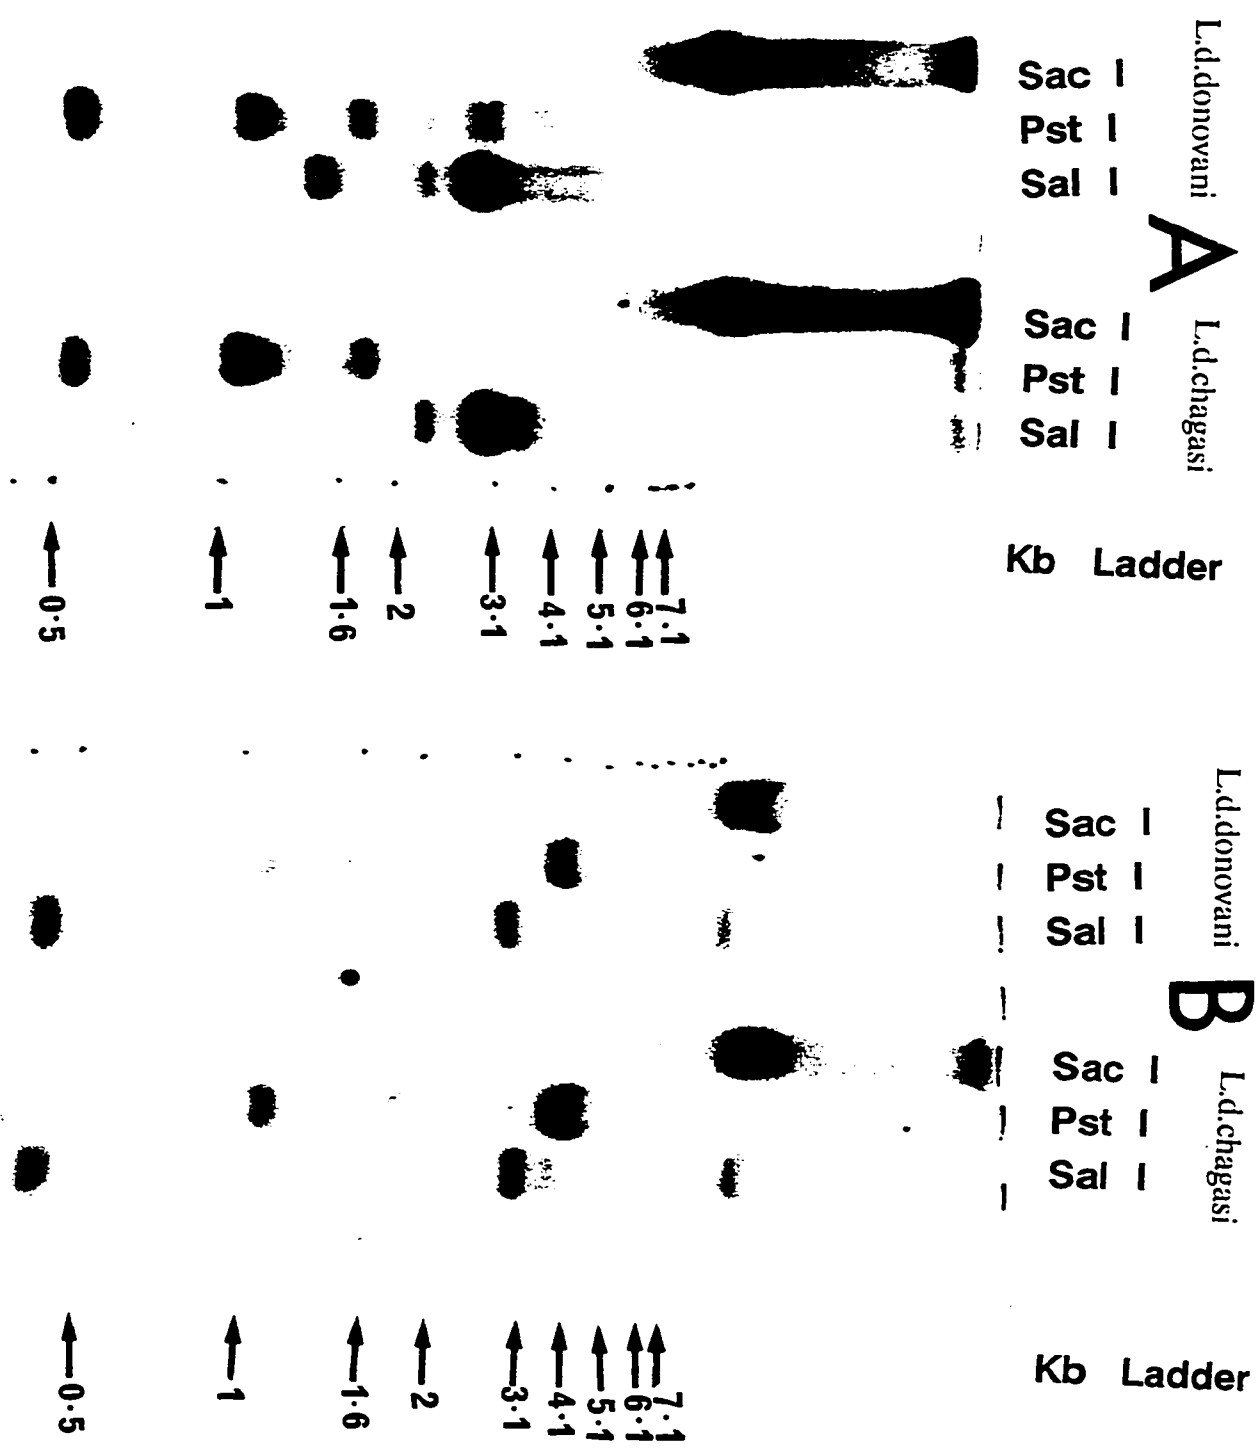 A
L.d.donovani
L.d.chagasi
Sac I
Pst I
Sal I
Sac I
Pst I
Sal I
Kb Ladder
7.1
6.1
5.1
4.1
3.1
2
1.6
1
0.5
B
L.d.donovani
L.d.chagasi
Sac I
Pst I
Sal I
Sac I
Pst I
Sal I
Kb Ladder
7.1
6.1
5.1
4.1
3.1
2
1.6
1
0.5